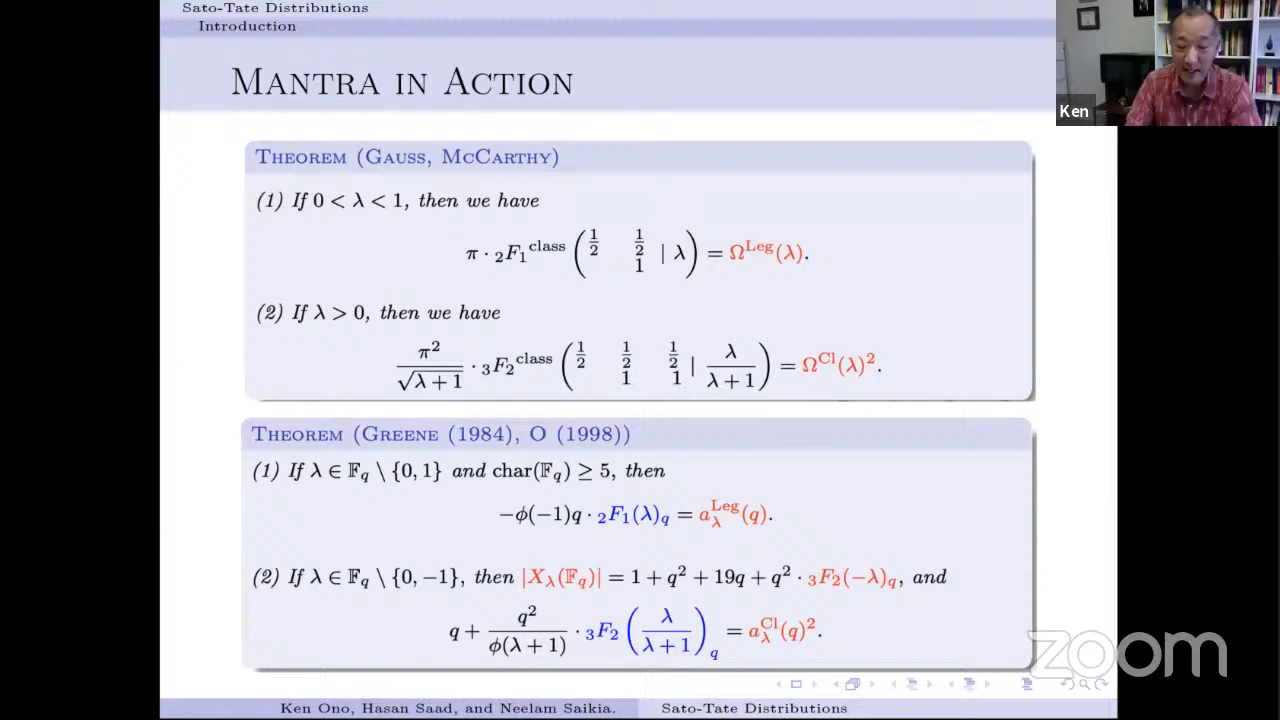 Sato-Tate Distributions
Introduction
Mantra in Action
Ken
Theorem (Gauss, McCarthy)
(1) If 0 < λ < 1, then we have
π · ₂F₁^class (1/2 1/2 1 | λ) = Ω^Leg(λ).
(2) If λ > 0, then we have
π²/√(λ+1) · ₃F₂^class (1/2 1/2 1/2 1 1 | λ/(λ+1)) = Ω^Cl(λ)².
Theorem (Greene (1984), O (1998))
(1) If λ ∈ 𝔽_q \ {0, 1} and char(𝔽_q) ≥ 5, then
−ϕ(−1)q · ₂F₁(λ)_q = a_λ^Leg(q).
(2) If λ ∈ 𝔽_q \ {0, −1}, then |X_λ(𝔽_q)| = 1 + q² + 19q + q² · ₃F₂(−λ)_q, and
q + q²/ϕ(λ+1) · ₃F₂ (λ/(λ+1))_q = a_λ^Cl(q)².
zoom
Ken Ono, Hasan Saad, and Neelam Saikia. Sato-Tate Distributions